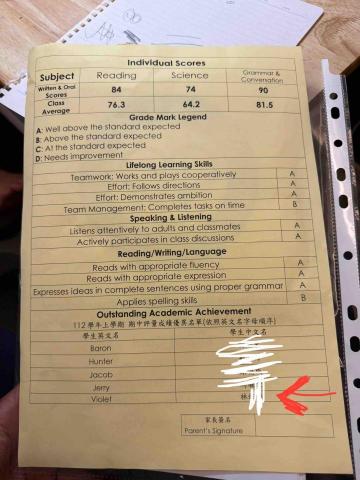 Individual Scores
Subject Reading Science Grammar & Conversation
Written & Oral Scores 84 74 90
Class Average 76.3 64.2 81.5
Grade Mark Legend
A: Well above the standard expected
B: Above the standard expected
C: At the standard expected
D: Needs improvement
Lifelong Learning Skills
Teamwork: Works and plays cooperatively A
Effort: Follows directions A
Effort: Demonstrates ambition A
Team Management: Completes tasks on time B
Speaking & Listening
Listens attentively to adults and classmates A
Actively participates in class discussions A
Reading/Writing/Language
Reads with appropriate fluency A
Reads with appropriate expression A
Expresses ideas in complete sentences using proper grammar A
Applies spelling skills B
Outstanding Academic Achievement
112學年上學期 期中評量成績優異名單(依照英文名字母順序)
學生英文名 學生中文名
Baron
Hunter
Jacob
Jerry
Violet 林
家長簽名
Parent's Signature